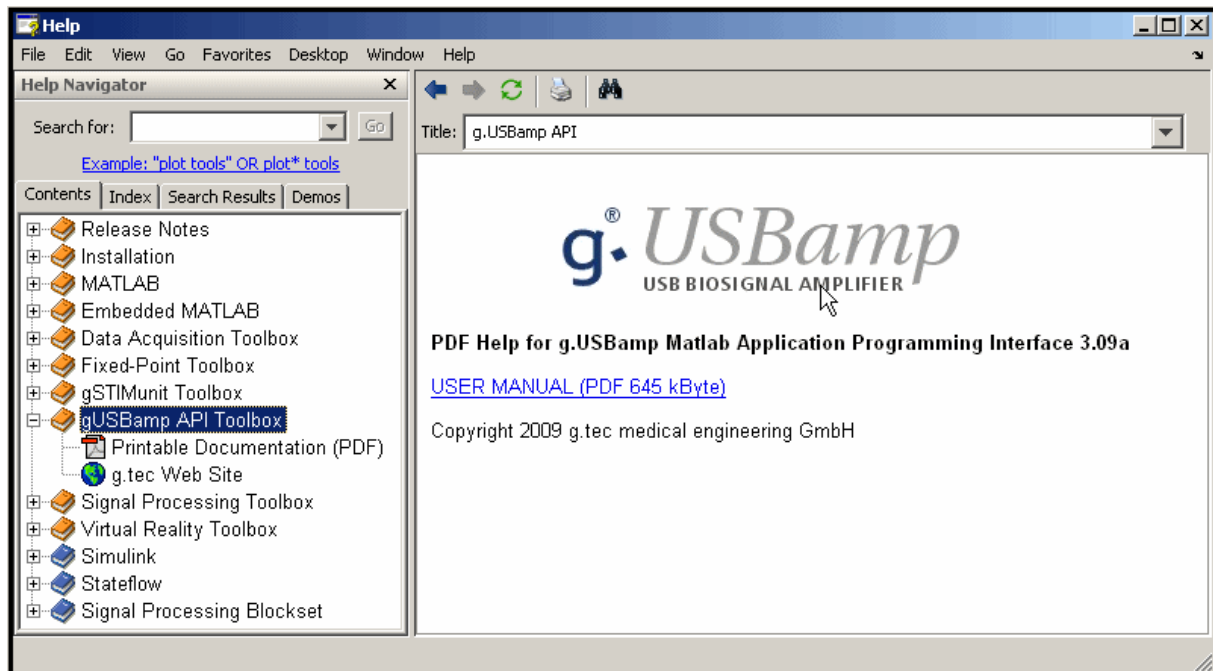 Help
File Edit View Go Favorites Desktop Window Help
Help Navigator
Search for: Go
Example: "plot tools" OR plot* tools
Contents Index Search Results Demos
Release Notes
Installation
MATLAB
Embedded MATLAB
Data Acquisition Toolbox
Fixed-Point Toolbox
gSTIMunit Toolbox
gUSBamp API Toolbox
Printable Documentation (PDF)
g.tec Web Site
Signal Processing Toolbox
Virtual Reality Toolbox
Simulink
Stateflow
Signal Processing Blockset
Title: g.USBamp API
g.® USBamp
USB BIOSIGNAL AMPLIFIER
PDF Help for g.USBamp Matlab Application Programming Interface 3.09a
USER MANUAL (PDF 645 kByte)
Copyright 2009 g.tec medical engineering GmbH